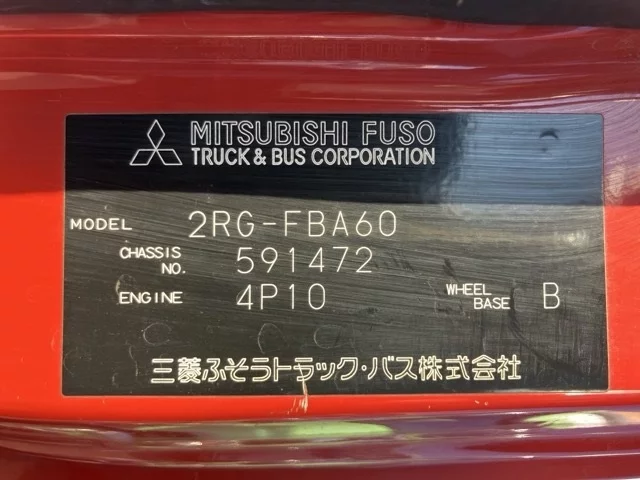 MITSUBISHI FUSO
TRUCK & BUS CORPORATION
MODEL 2RG-FBA60
CHASSIS NO. 591472
ENGINE 4P10 WHEEL BASE B
三菱ふそうトラック・バス株式会社